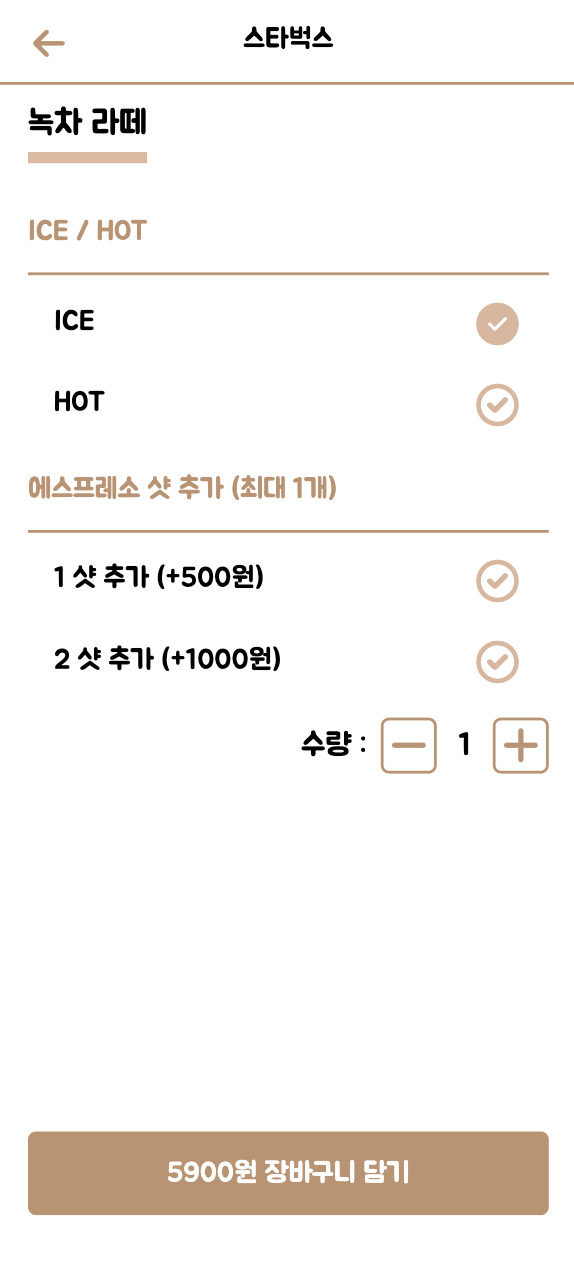 스타벅스
녹차 라떼
ICE / HOT
ICE
HOT
에스프레소 샷 추가 (최대 1개)
1 샷 추가 (+500원)
2 샷 추가 (+1000원)
수량 : 1
5900원 장바구니 담기